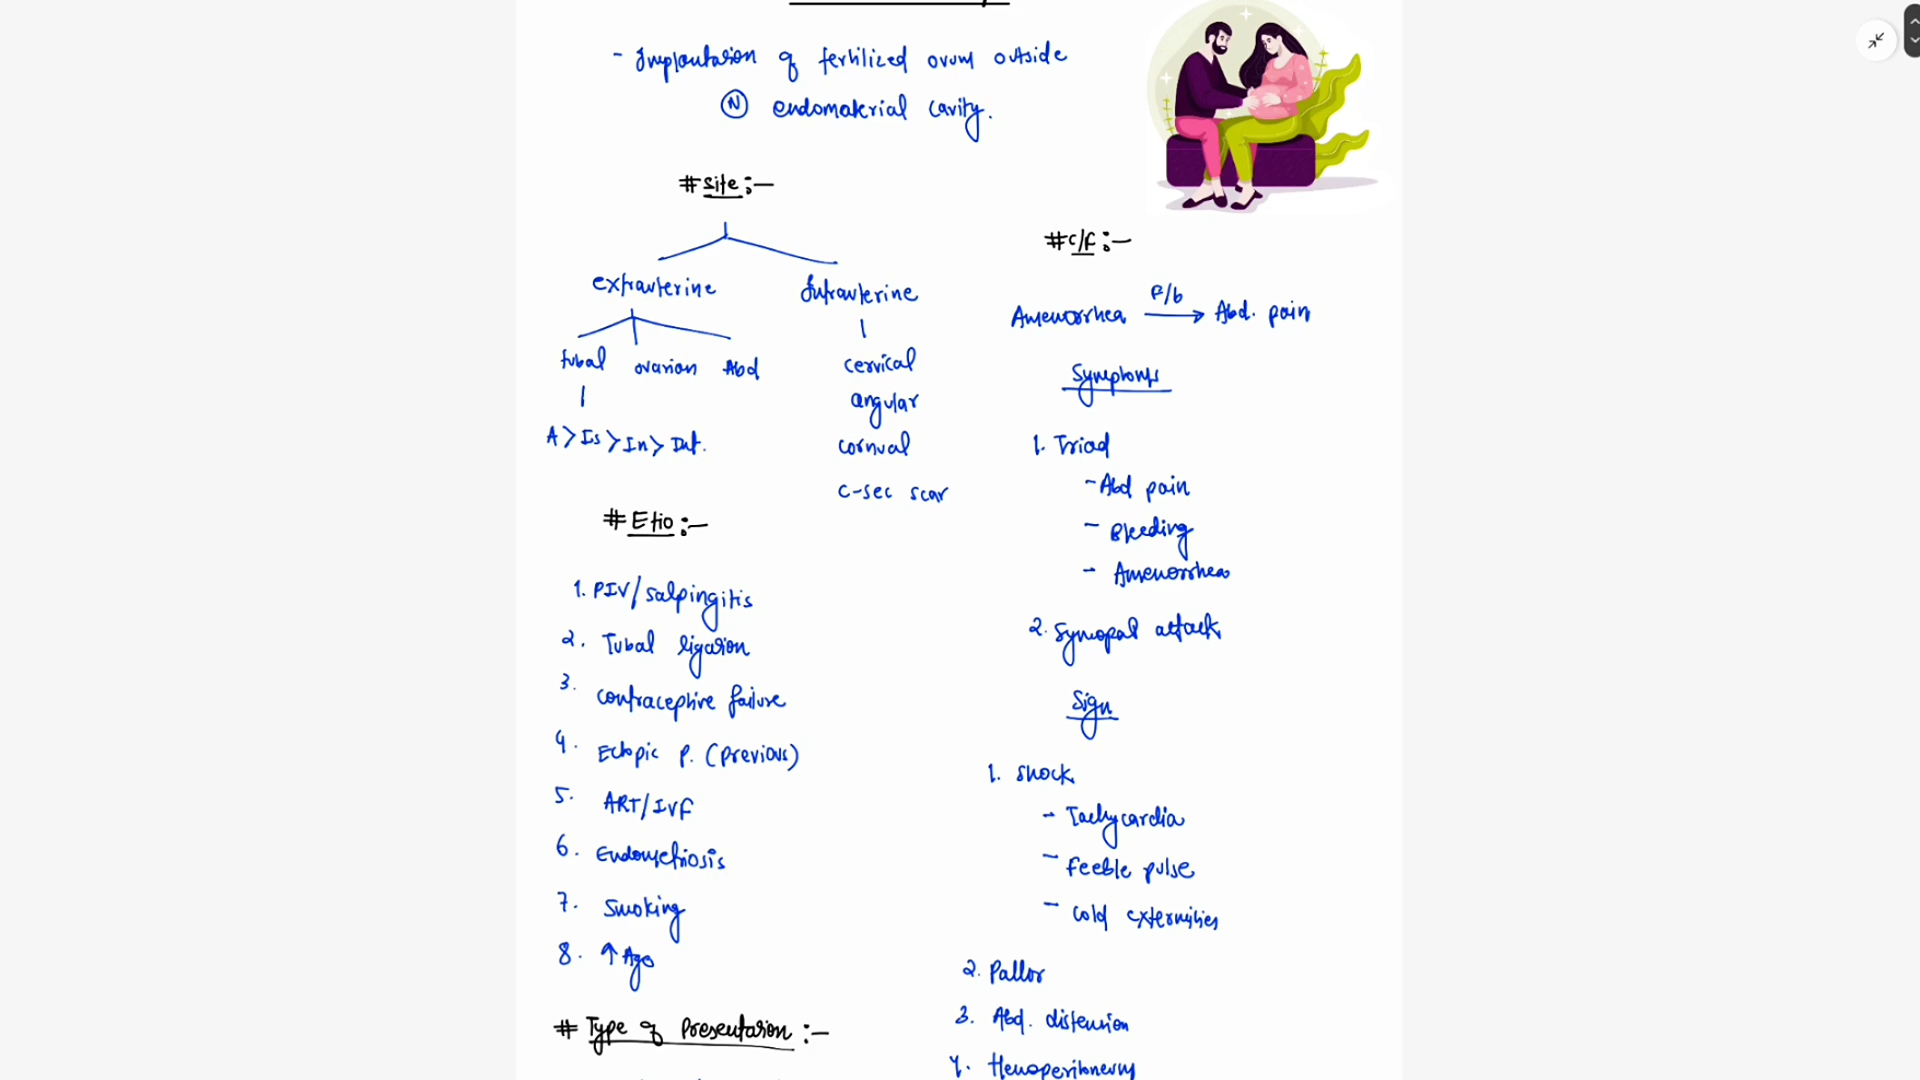 - Implantation of fertilized ovum outside
(N) endometrial cavity.
# Site :-
extrauterine
Intrauterine
tubal ovarian Abd
A > Is > In > Int.
cervical
angular
cornual
c-sec scar
# Etio :-
1. PIV/salpingitis
2. Tubal ligation
3. contraceptive failure
4. Ectopic P. (previous)
5. ART/IVF
6. Endometriosis
7. Smoking
8. ↑ Age
# Type of Presentation :-
# C/F :-
Amenorrhea F/b → Abd. pain
Symptoms
1. Triad
- Abd pain
- Bleeding
- Amenorrhea
2. Syncopal attack
Sign
1. Shock
- Tachycardia
- feeble pulse
- cold extermities
2. Pallor
3. Abd. distension
4. Hemoperitoneum